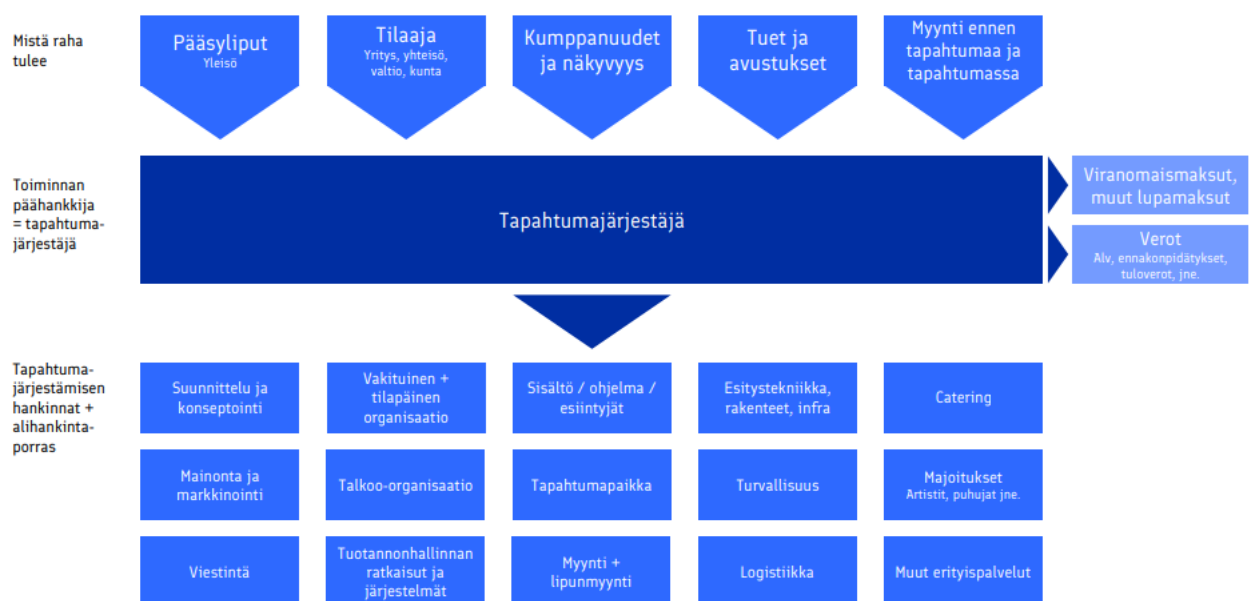 Mistä raha
tulee
Pääsyliput
Yleisö
Tilaaja
Yritys, yhteisö,
valtio, kunta
Kumppanuudet
ja näkyvyys
Tuet ja
avustukset
Myynti ennen
tapahtumaa ja
tapahtumassa
Toiminnan
päähankkija
= tapahtuma-
järjestäjä
Tapahtumajärjestäjä
Viranomaismaksut,
muut lupamaksut
Verot
Alv, ennakonpidätykset,
tuloverot, jne.
Tapahtuma-
järjestämisen
hankinnat +
alihankinta-
porras
Suunnittelu ja
konseptointi
Vakituinen +
tilapäinen
organisaatio
Sisältö / ohjelma /
esiintyjät
Esitystekniikka,
rakenteet, infra
Catering
Mainonta ja
markkinointi
Talkoo-organisaatio
Tapahtumapaikka
Turvallisuus
Majoitukset
Artistit, puhujat jne.
Viestintä
Tuotannonhallinnan
ratkaisut ja
järjestelmät
Myynti +
lipunmyynti
Logistiikka
Muut erityispalvelut